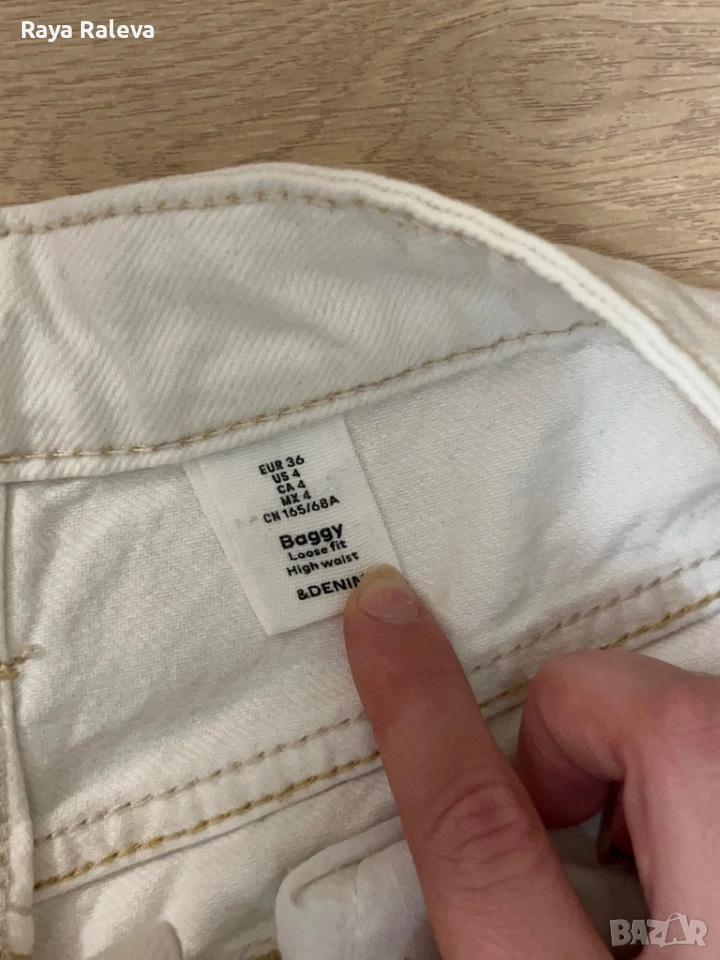 Raya Raleva
EUR 36
US 4
CA 4
MX 4
CN 165/68A
Baggy
Loose fit
High waist
&DENIM
BAZAR